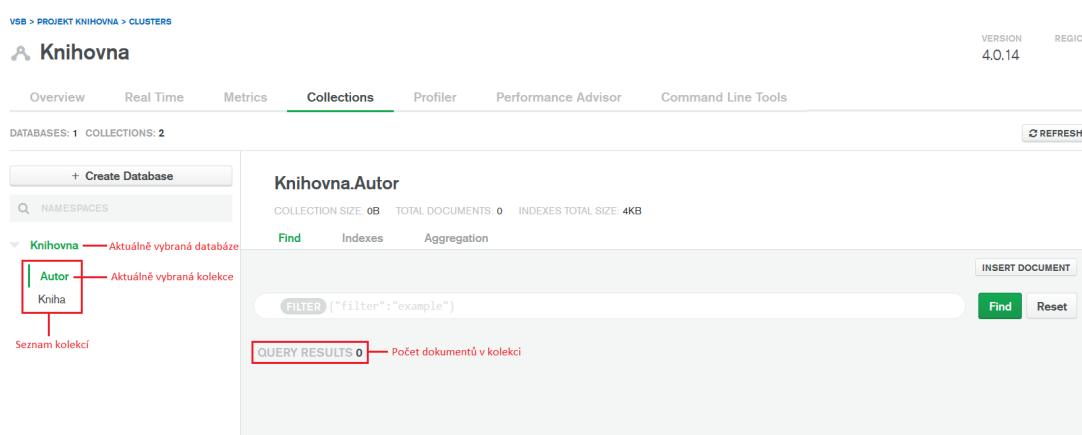 VSB > PROJEKT KNIHOVNA > CLUSTERS
Knihovna
VERSION
4.0.14
REGIO
Overview Real Time Metrics Collections Profiler Performance Advisor Command Line Tools
DATABASES: 1 COLLECTIONS: 2
REFRESH
+ Create Database
NAMESPACES
Knihovna
Aktuálně vybraná databáze
Autor
Aktuálně vybraná kolekce
Kniha
Seznam kolekcí
Knihovna.Autor
COLLECTION SIZE: 0B TOTAL DOCUMENTS: 0 INDEXES TOTAL SIZE: 4KB
Find Indexes Aggregation
INSERT DOCUMENT
FILTER {"filter":"example"}
Find Reset
QUERY RESULTS 0
Počet dokumentů v kolekci